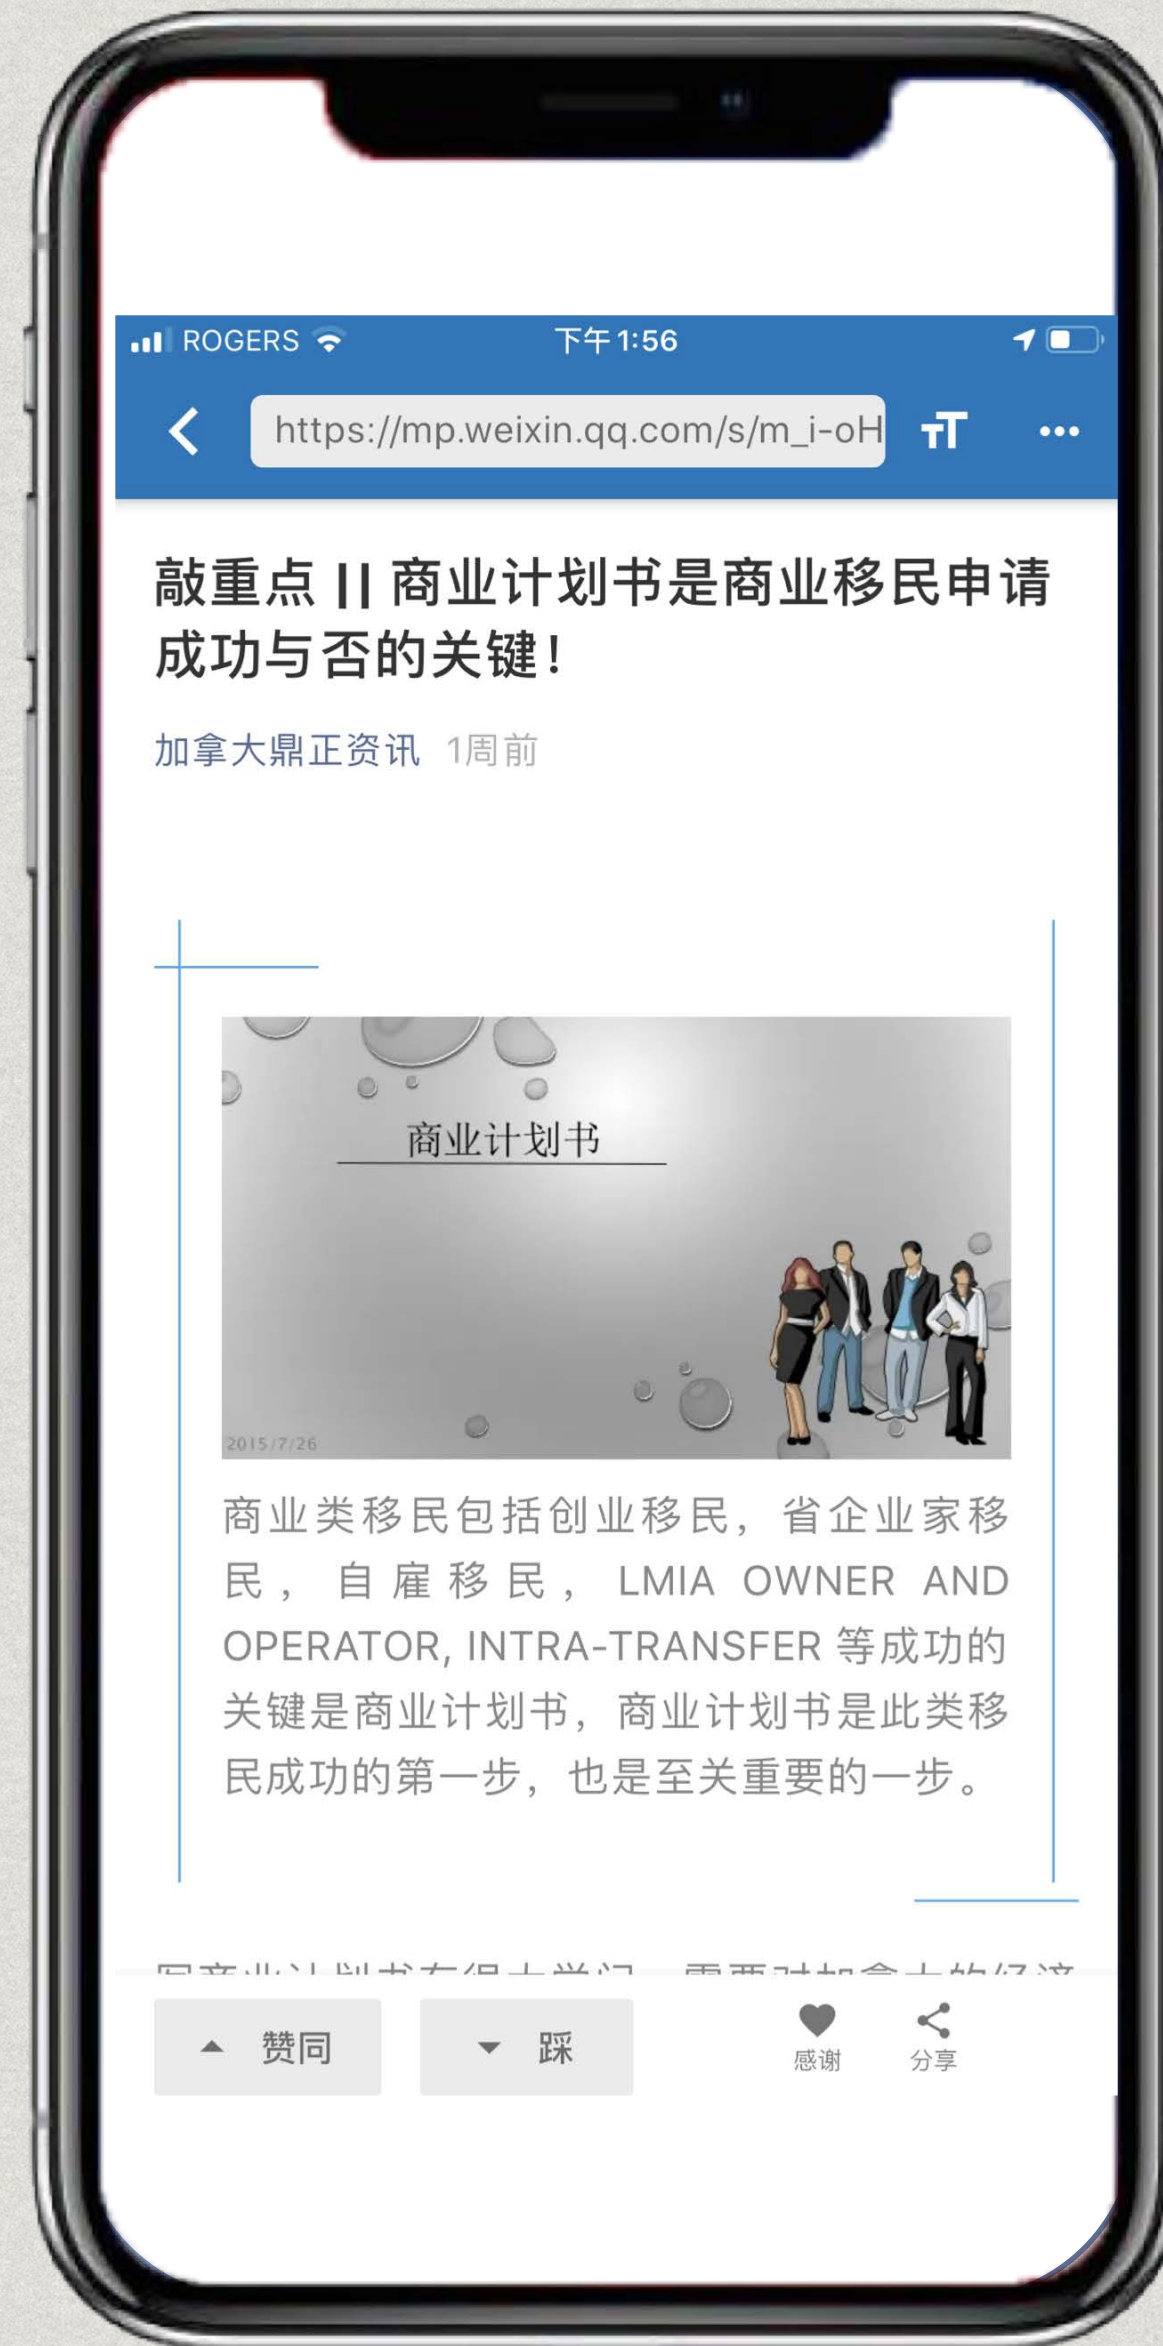 ROGERS 下午1:56
https://mp.weixin.qq.com/s/m_i-oH TT
敲重点 || 商业计划书是商业移民申请
成功与否的关键！
加拿大鼎正资讯 1周前
商业计划书
2015/7/26
商业类移民包括创业移民，省企业家移
民，自雇移民，LMIA OWNER AND
OPERATOR, INTRA-TRANSFER 等成功的
关键是商业计划书，商业计划书是此类移
民成功的第一步，也是至关重要的一步。
赞同 踩 感谢 分享